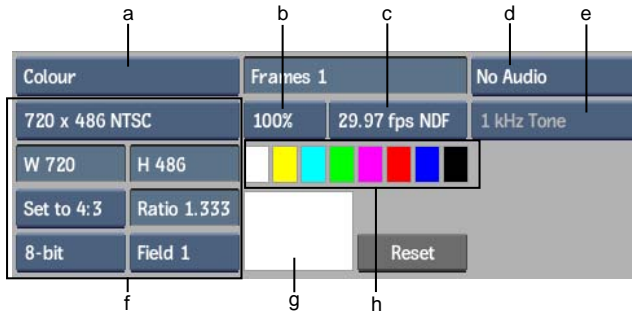 a b c d e
Colour Frames 1 No Audio
720 x 486 NTSC 100% 29.97 fps NDF 1 kHz Tone
W 720 H 486
Set to 4:3 Ratio 1.333
8-bit Field 1 Reset
f g h